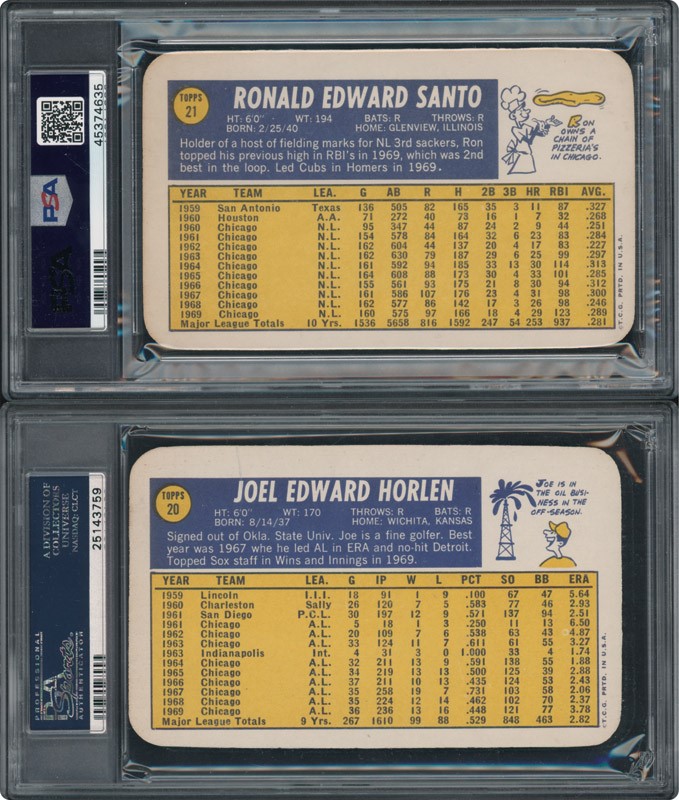 45374635
PSA
TOPPS
21
RONALD EDWARD SANTO
HT: 6'0" WT: 194 BATS: R THROWS: R
BORN: 2/25/40 HOME: GLENVIEW, ILLINOIS
Holder of a host of fielding marks for NL 3rd sackers, Ron
topped his previous high in RBI's in 1969, which was 2nd
best in the loop. Led Cubs in Homers in 1969.
RON
OWNS A
CHAIN OF
PIZZERIA'S
IN CHICAGO.
YEAR TEAM LEA. G AB R H 2B 3B HR RBI AVG.
1959 San Antonio Texas 136 505 82 165 35 3 11 87 .327
1960 Houston A.A. 71 272 40 73 16 1 7 32 .268
1960 Chicago N.L. 95 347 44 87 24 2 9 44 .251
1961 Chicago N.L. 154 578 84 164 32 6 23 83 .284
1962 Chicago N.L. 162 604 44 137 20 4 17 83 .227
1963 Chicago N.L. 162 630 79 187 29 6 25 99 .297
1964 Chicago N.L. 161 592 94 185 33 13 30 114 .313
1965 Chicago N.L. 164 608 88 173 30 4 33 101 .285
1966 Chicago N.L. 155 561 93 175 21 8 30 94 .312
1967 Chicago N.L. 161 586 107 176 23 4 31 98 .300
1968 Chicago N.L. 162 577 86 142 17 3 26 98 .246
1969 Chicago N.L. 160 575 97 166 18 4 29 123 .289
Major League Totals 10 Yrs. 1536 5658 816 1592 247 54 253 937 .281
©T.C.G. PRTD. IN U.S.A.
A DIVISION OF
COLLECTORS
UNIVERSE
NASDAQ: CLCT
25143759
PROFESSIONAL
PSA
Sports
AUTHENTICATOR
TOPPS
20
JOEL EDWARD HORLEN
HT: 6'0" WT: 170 THROWS: R BATS: R
BORN: 8/14/37 HOME: WICHITA, KANSAS
Signed out of Okla. State Univ. Joe is a fine golfer. Best
year was 1967 whe he led AL in ERA and no-hit Detroit.
Topped Sox staff in Wins and Innings in 1969.
JOE IS IN
THE OIL BUSI-
NESS IN THE
OFF-SEASON.
YEAR TEAM LEA. G IP W L PCT SO BB ERA
1959 Lincoln I.I.I. 18 91 1 9 .100 67 47 5.64
1960 Charleston Sally 26 120 7 5 .583 77 46 2.93
1961 San Diego P.C.L. 30 197 12 9 .571 137 94 2.51
1961 Chicago A.L. 5 18 1 3 .250 11 13 6.50
1962 Chicago A.L. 20 109 7 6 .538 63 43 4.87
1963 Chicago A.L. 33 124 11 7 .611 61 55 3.27
1963 Indianapolis Int. 4 31 3 0 1.000 33 4 1.74
1964 Chicago A.L. 32 211 13 9 .591 138 55 1.88
1965 Chicago A.L. 34 219 13 13 .500 125 39 2.88
1966 Chicago A.L. 37 211 10 13 .435 124 53 2.43
1967 Chicago A.L. 35 258 19 7 .731 103 58 2.06
1968 Chicago A.L. 35 224 12 14 .462 102 70 2.37
1969 Chicago A.L. 36 236 13 16 .448 121 77 3.78
Major League Totals 9 Yrs. 267 1610 99 88 .529 848 463 2.82
©T.C.G. PRTD. IN U.S.A.